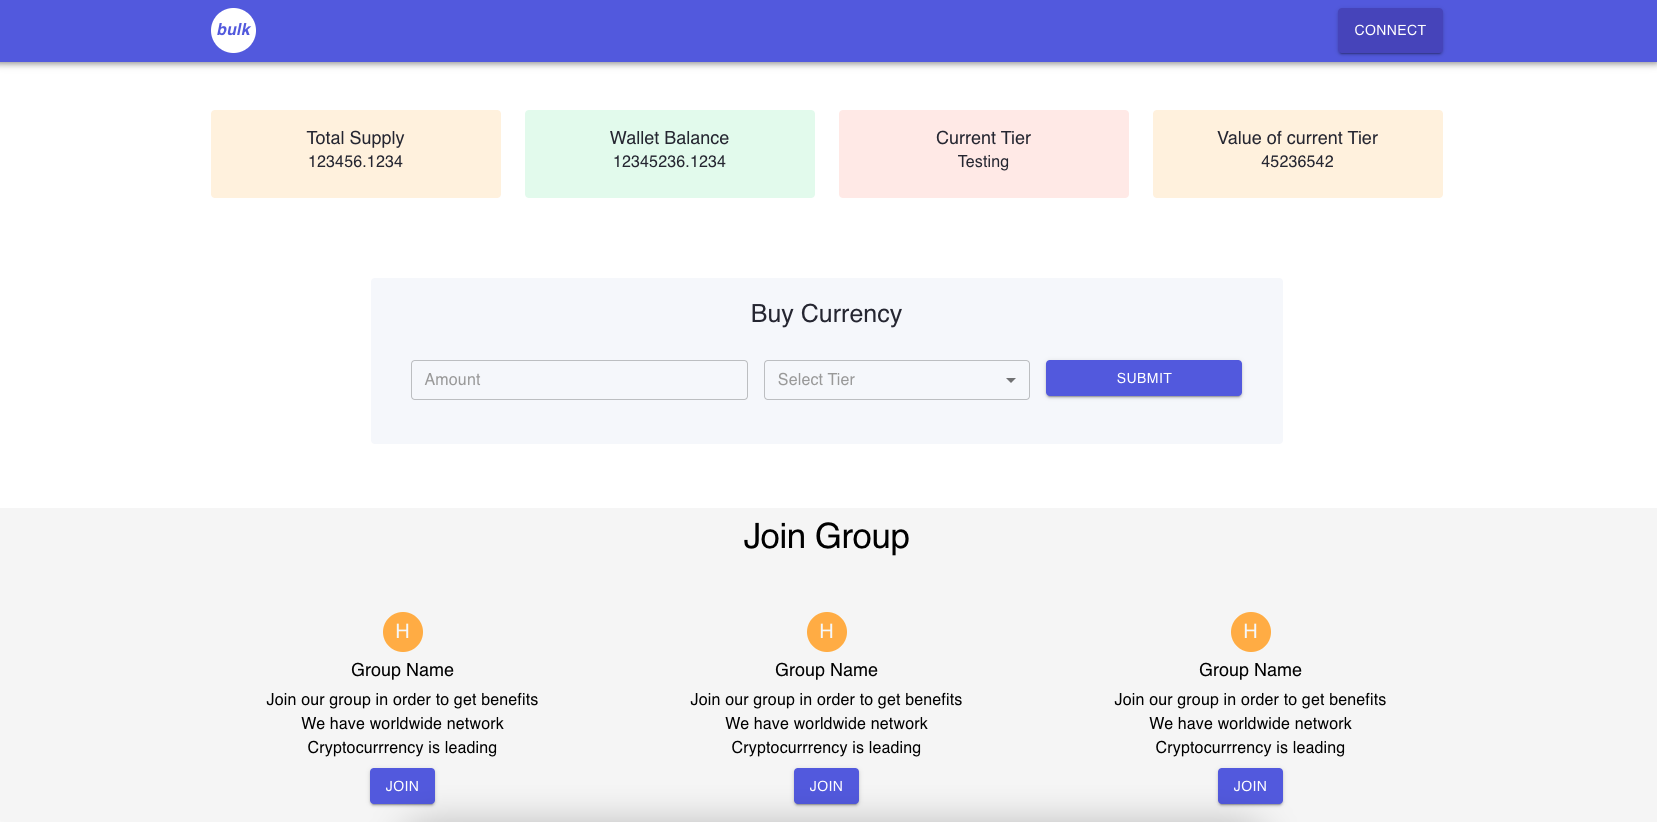 bulk
CONNECT
Total Supply
123456.1234
Wallet Balance
12345236.1234
Current Tier
Testing
Value of current Tier
45236542
Buy Currency
Amount
Select Tier
SUBMIT
Join Group
H
Group Name
Join our group in order to get benefits
We have worldwide network
Cryptocurrrency is leading
JOIN
H
Group Name
Join our group in order to get benefits
We have worldwide network
Cryptocurrrency is leading
JOIN
H
Group Name
Join our group in order to get benefits
We have worldwide network
Cryptocurrrency is leading
JOIN